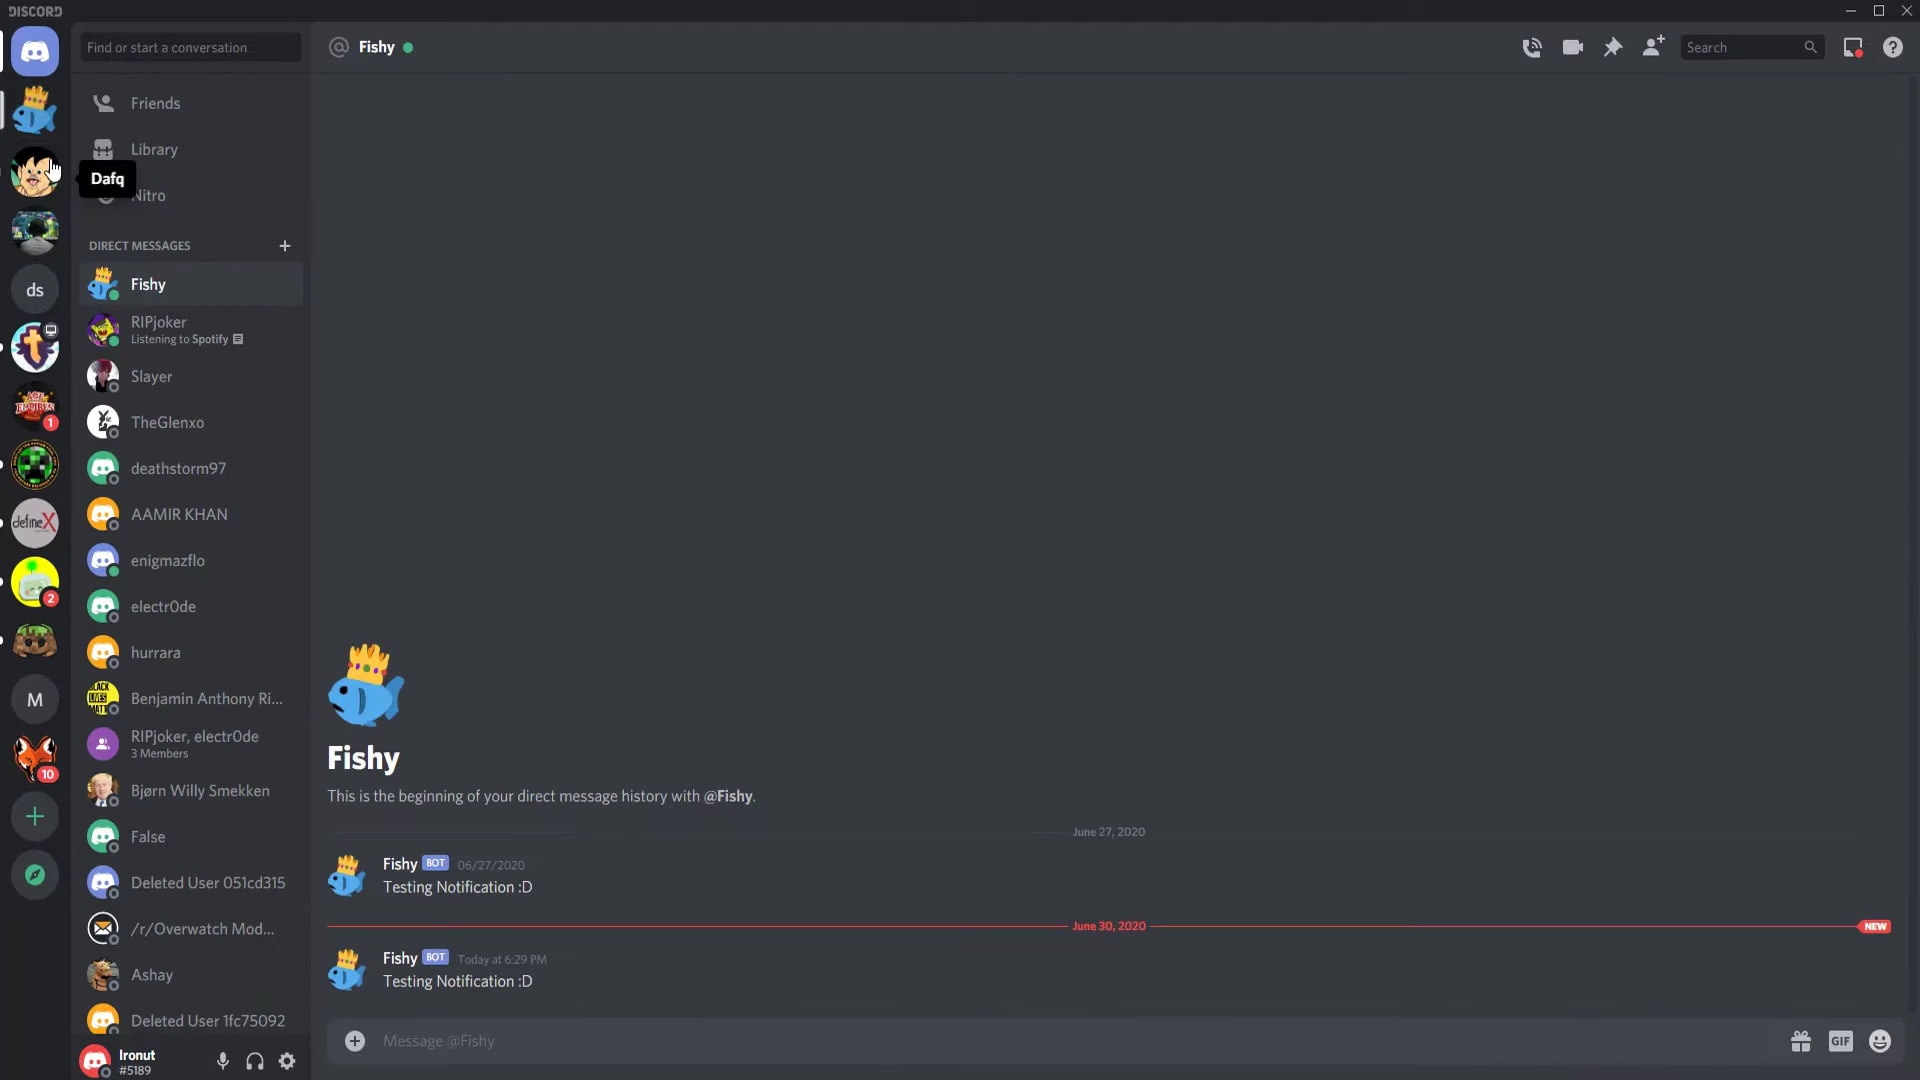 DISCORD
Find or start a conversation
Fishy
Search
Friends
Library
Dafq
Nitro
DIRECT MESSAGES
Fishy
ds
RIPjoker
Listening to Spotify
Slayer
1
TheGlenxo
deathstorm97
defineX
AAMIR KHAN
enigmazflo
2
electr0de
hurrara
M
Benjamin Anthony Ri...
RIPjoker, electr0de
3 Members
10
Bjørn Willy Smekken
False
Deleted User 051cd315
/r/Overwatch Mod...
Ashay
Deleted User 1fc75092
Ironut
#5189
Fishy
This is the beginning of your direct message history with @Fishy.
June 27, 2020
Fishy BOT 06/27/2020
Testing Notification :D
June 30, 2020 NEW
Fishy BOT Today at 6:29 PM
Testing Notification :D
Message @Fishy
GIF